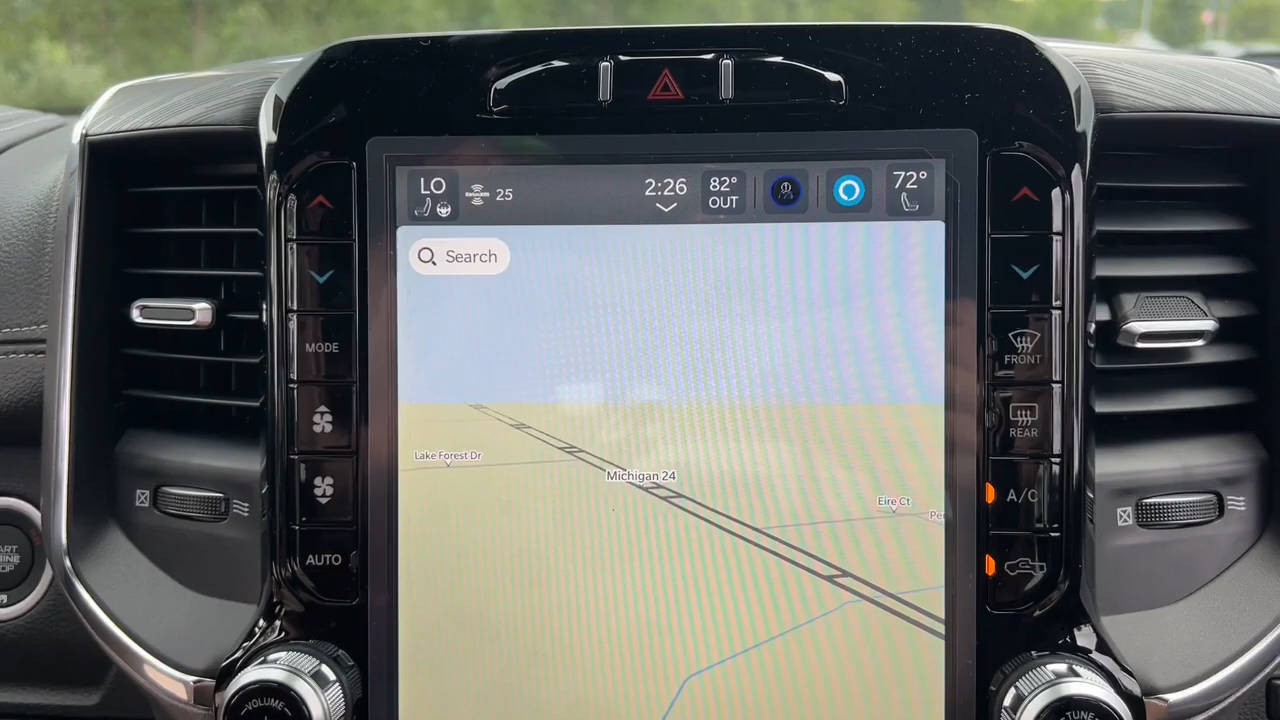 LO
SiriusXM
25
2:26
82°
OUT
72°
Search
MODE
FRONT
REAR
Lake Forest Dr
Michigan 24
Eire Ct
A/C
AUTO
VOLUME
TUNE